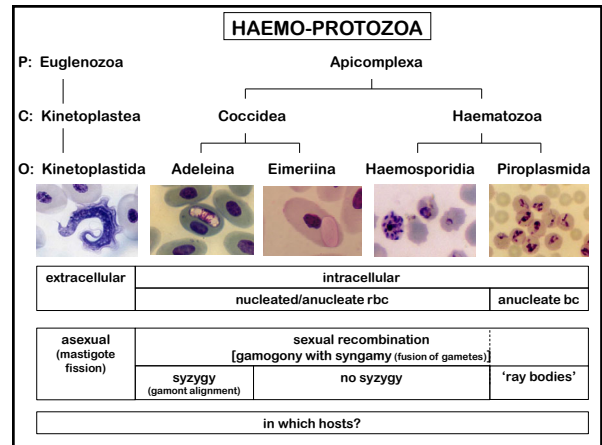 HAEMO-PROTOZOA
P: Euglenozoa Apicomplexa
C: Kinetoplastea Coccidea Haematozoa
O: Kinetoplastida Adeleina Eimeriina Haemosporidia Piroplasmida
extracellular intracellular
nucleated/anucleate rbc anucleate bc
asexual
(mastigote
fission)
sexual recombination
[gamogony with syngamy (fusion of gametes)]
syzygy
(gamont alignment)
no syzygy
'ray bodies'
in which hosts?